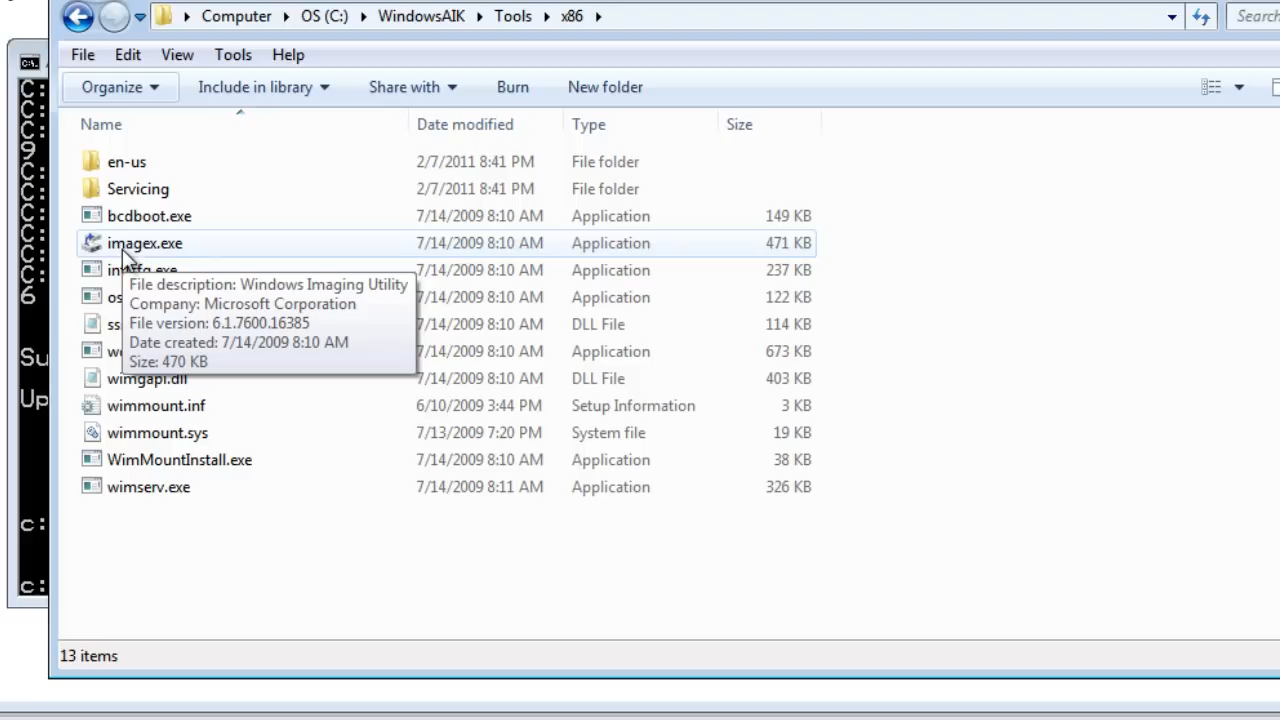 Computer OS (C:) WindowsAIK Tools x86 Search
File Edit View Tools Help
Organize Include in library Share with Burn New folder
Name Date modified Type Size
en-us 2/7/2011 8:41 PM File folder
Servicing 2/7/2011 8:41 PM File folder
bcdboot.exe 7/14/2009 8:10 AM Application 149 KB
imagex.exe 7/14/2009 8:10 AM Application 471 KB
7/14/2009 8:10 AM Application 237 KB
File description: Windows Imaging Utility
Company: Microsoft Corporation
File version: 6.1.7600.16385
Date created: 7/14/2009 8:10 AM
Size: 470 KB
os 7/14/2009 8:10 AM Application 122 KB
ss 7/14/2009 8:10 AM DLL File 114 KB
7/14/2009 8:10 AM Application 673 KB
wimgapi.dll 7/14/2009 8:10 AM DLL File 403 KB
wimmount.inf 6/10/2009 3:44 PM Setup Information 3 KB
wimmount.sys 7/13/2009 7:20 PM System file 19 KB
WimMountInstall.exe 7/14/2009 8:10 AM Application 38 KB
wimserv.exe 7/14/2009 8:11 AM Application 326 KB
13 items
C:
C:
C:
9
C:
C:
C:
C:
C:
C:
6
Su
Up
c:
c: